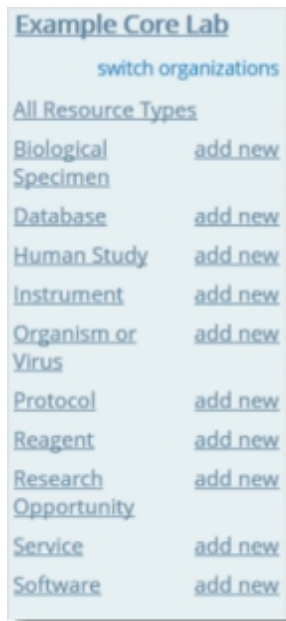 Example Core Lab
switch organizations
All Resource Types
Biological Specimen add new
Database add new
Human Study add new
Instrument add new
Organism or Virus add new
Protocol add new
Reagent add new
Research Opportunity add new
Service add new
Software add new